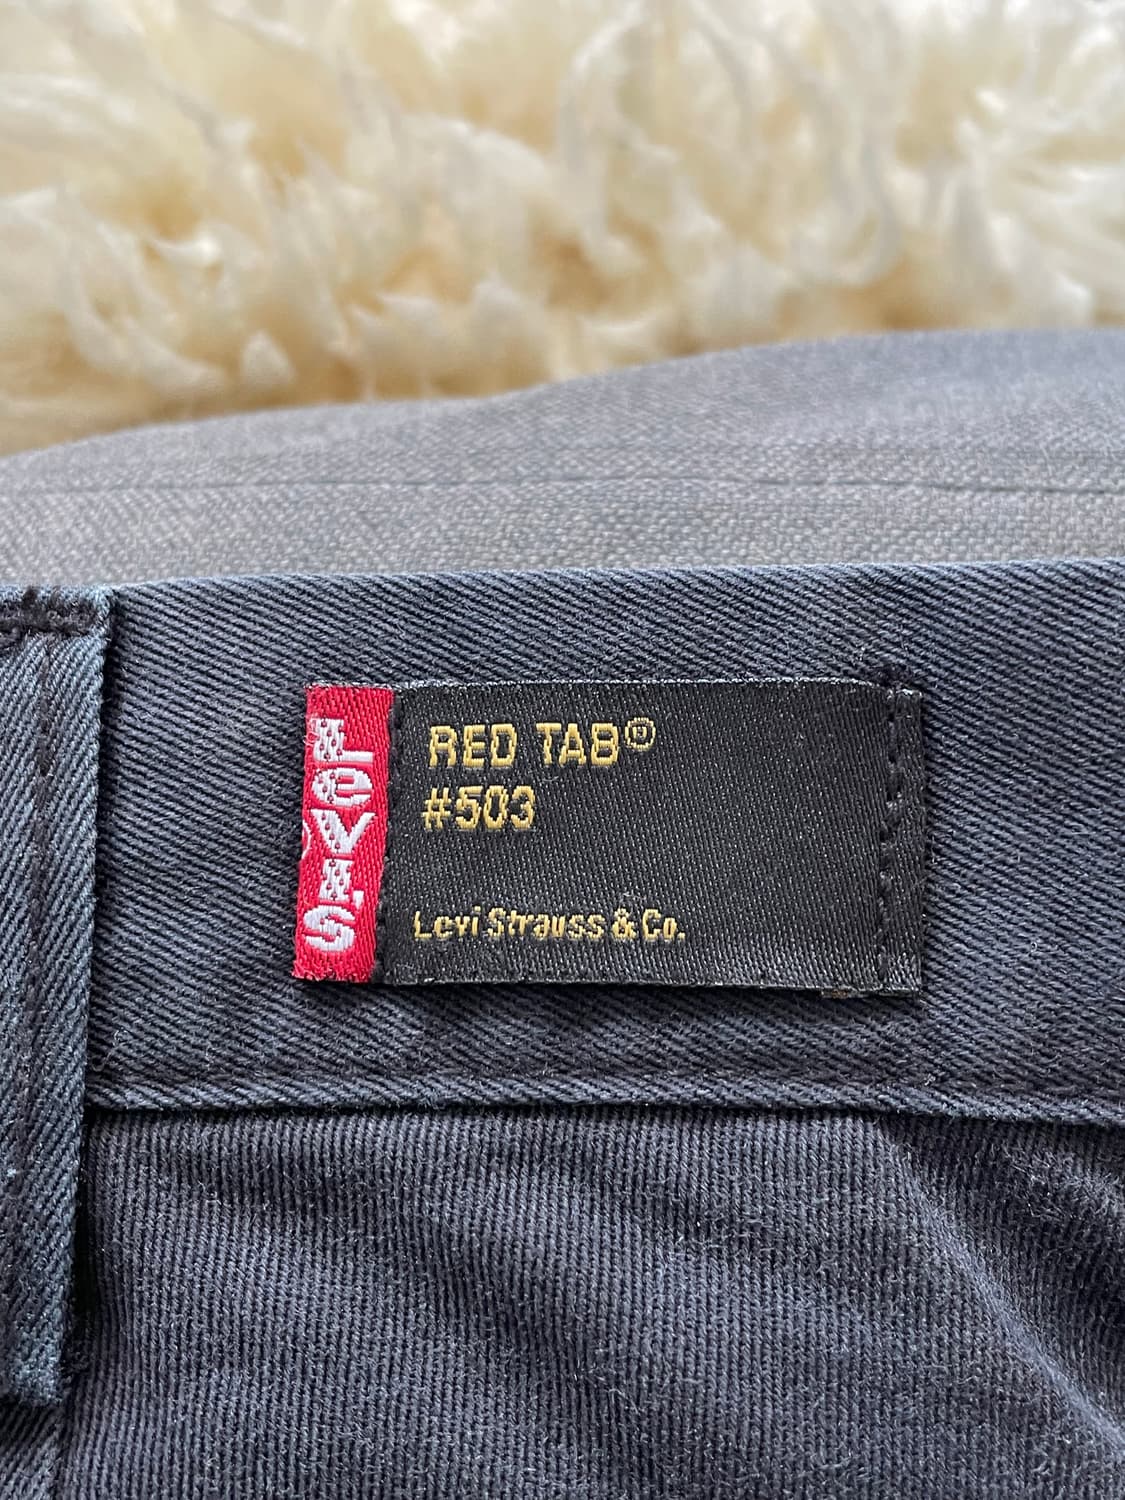 LeVI'S
RED TAB®
#503
Levi Strauss & Co.